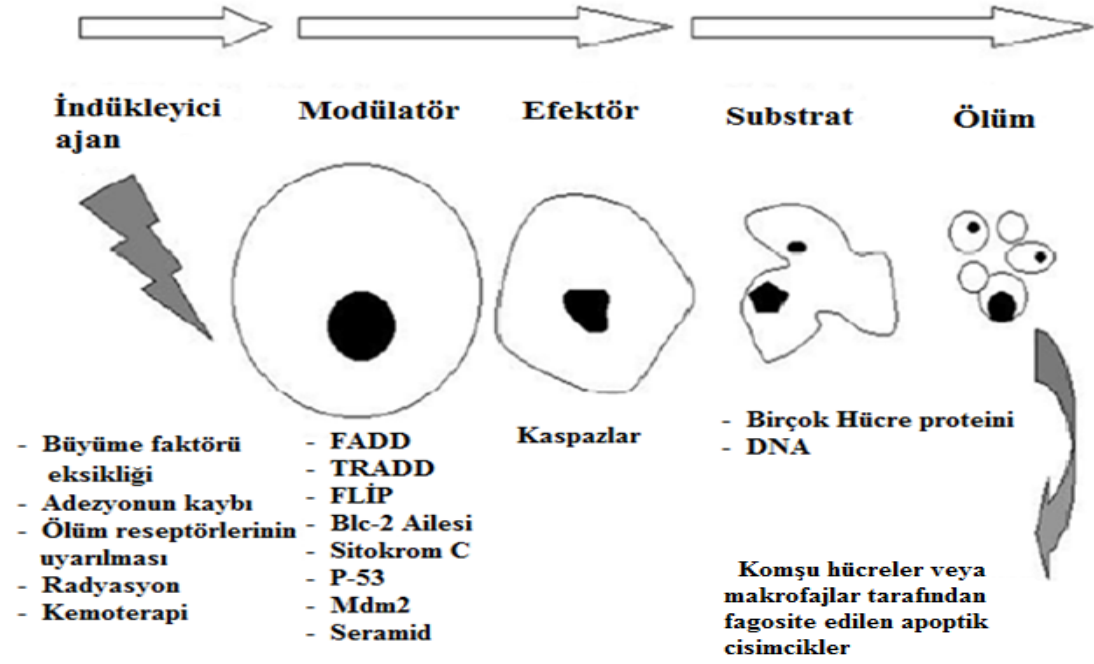 İndükleyici
ajan
Modülatör
Efektör
Substrat
Ölüm
- Büyüme faktörü
eksikliği
- Adezyonun kaybı
- Ölüm reseptörlerinin
uyarılması
- Radyasyon
- Kemoterapi
- FADD
- TRADD
- FLİP
- Blc-2 Ailesi
- Sitokrom C
- P-53
- Mdm2
- Seramid
Kaspazlar
- Birçok Hücre proteini
- DNA
Komşu hücreler veya
makrofajlar tarafından
fagosite edilen apoptik
cisimcikler